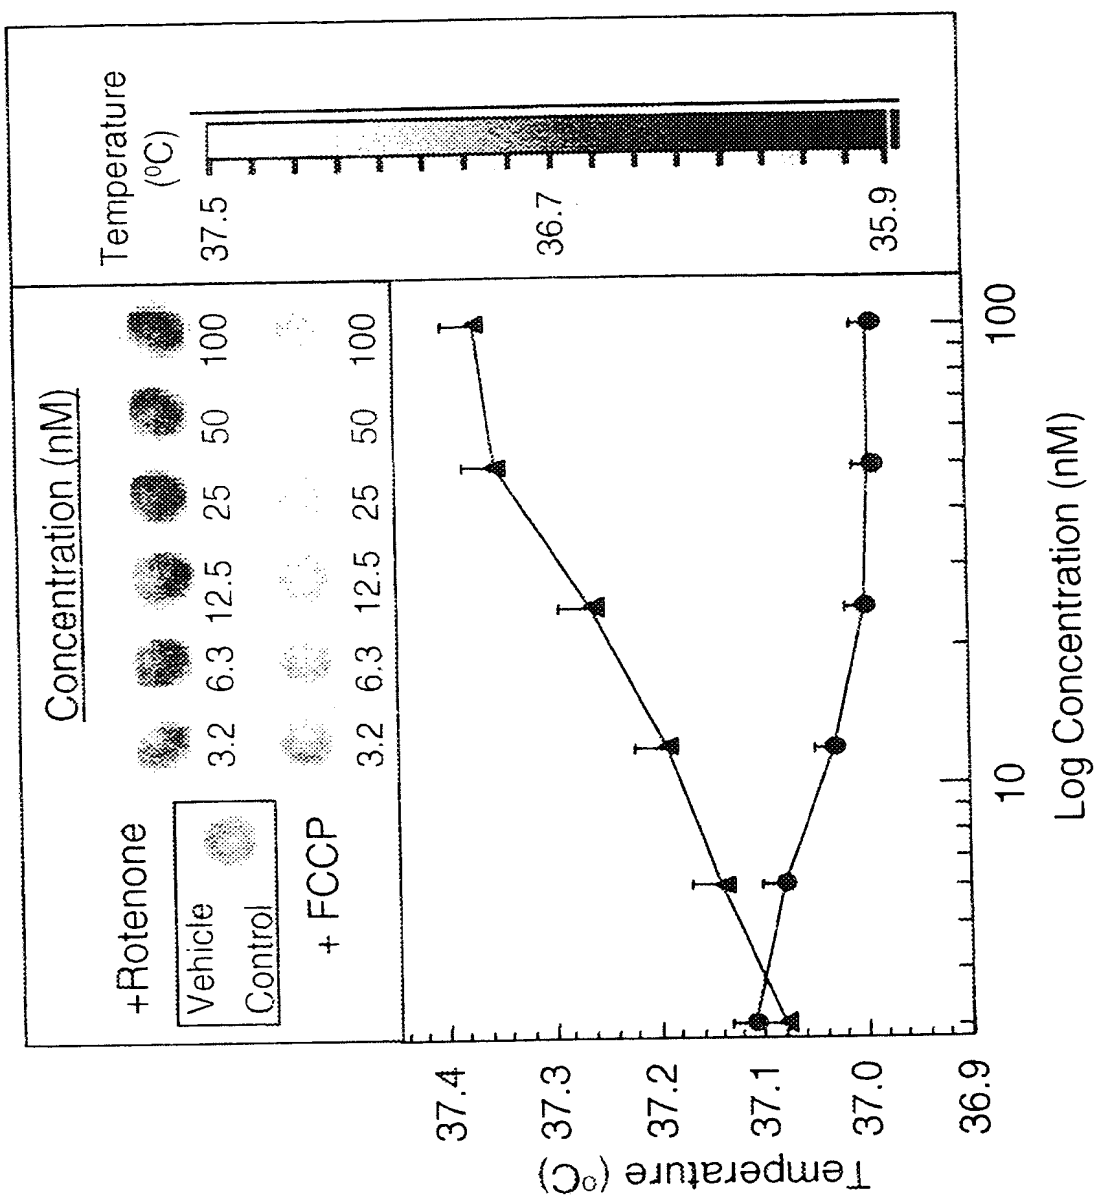 Concentration (nM)
+Rotenone
3.2 6.3 12.5 25 50 100
Vehicle
Control
+ FCCP
3.2 6.3 12.5 25 50 100
Temperature
(⁰C)
37.5
36.7
35.9
Temperature (⁰C)
37.4
37.3
37.2
37.1
37.0
36.9
10 100
Log Concentration (nM)